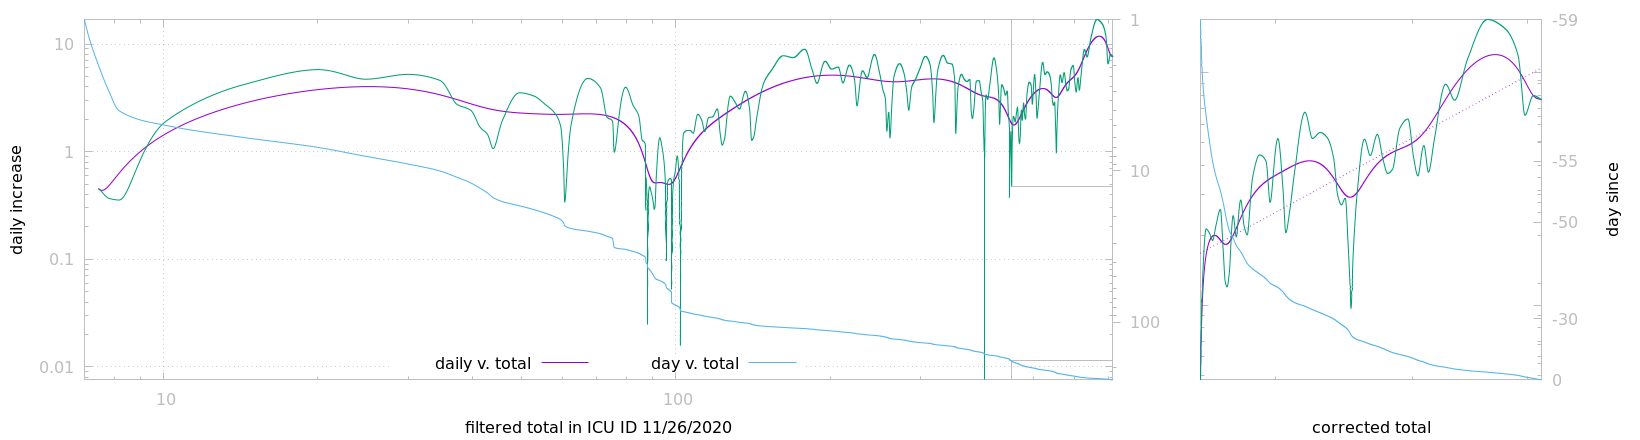 10
1
0.1
0.01
daily increase
10
100
filtered total in ICU ID 11/26/2020
daily v. total
day v. total
1
10
100
corrected total
-59
-55
-50
-30
0
day since